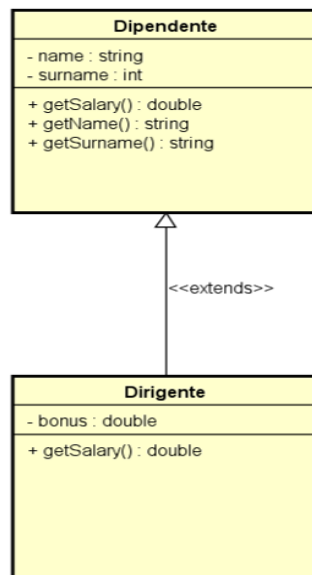 Dipendente
- name : string
- surname : int
+ getSalary() : double
+ getName() : string
+ getSurname() : string
<<extends>>
Dirigente
- bonus : double
+ getSalary() : double